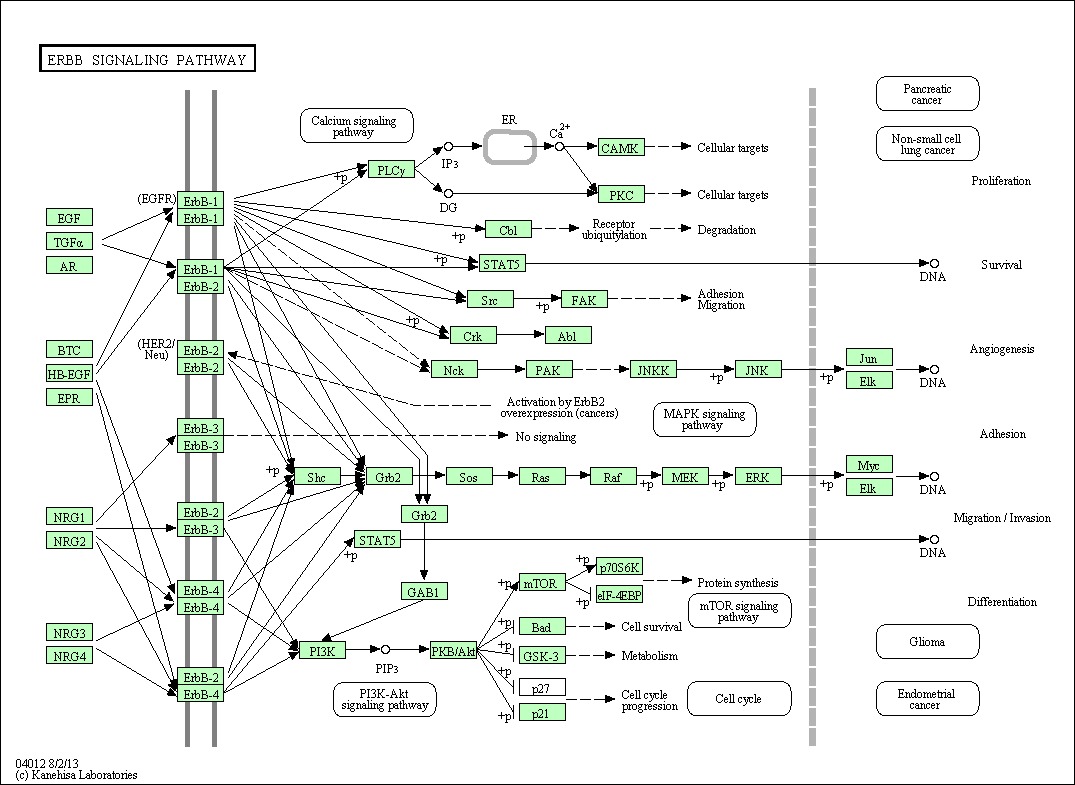 ERBB SIGNALING PATHWAY
Pancreatic
cancer
Calcium signaling
pathway
ER
Ca2+
IP3
CAMK
Cellular targets
Non-small cell
lung cancer
PLCγ
+p
DG
PKC
Cellular targets
Proliferation
(EGFR)
ErbB-1
ErbB-1
EGF
TGFα
AR
+p
Cbl
Receptor
ubiquitylation
Degradation
ErbB-1
ErbB-2
+p
STAT5
DNA
Survival
Src
+p
FAK
Adhesion
Migration
+p
Crk
Abl
(HER2/
Neu)
ErbB-2
ErbB-2
BTC
HB-EGF
EPR
Nck
PAK
JNKK
+p
JNK
+p
Jun
Elk
DNA
Angiogenesis
Activation by ErbB2
overexpression (cancers)
MAPK signaling
pathway
ErbB-3
ErbB-3
No signaling
Adhesion
+p
Shc
Grb2
Sos
Ras
Raf
+p
MEK
+p
ERK
+p
Myc
Elk
DNA
NRG1
NRG2
ErbB-2
ErbB-3
Grb2
Migration / Invasion
STAT5
+p
DNA
ErbB-4
ErbB-4
GAB1
+p
mTOR
+p
p70S6K
+p
eIF-4EBP
Protein synthesis
mTOR signaling
pathway
Differentiation
NRG3
NRG4
PI3K
PIP3
PKB/Akt
+p
Bad
Cell survival
+p
GSK-3
Metabolism
Glioma
ErbB-2
ErbB-4
PI3K-Akt
signaling pathway
+p
p27
+p
p21
Cell cycle
progression
Cell cycle
Endometrial
cancer
04012 8/2/13
(c) Kanehisa Laboratories